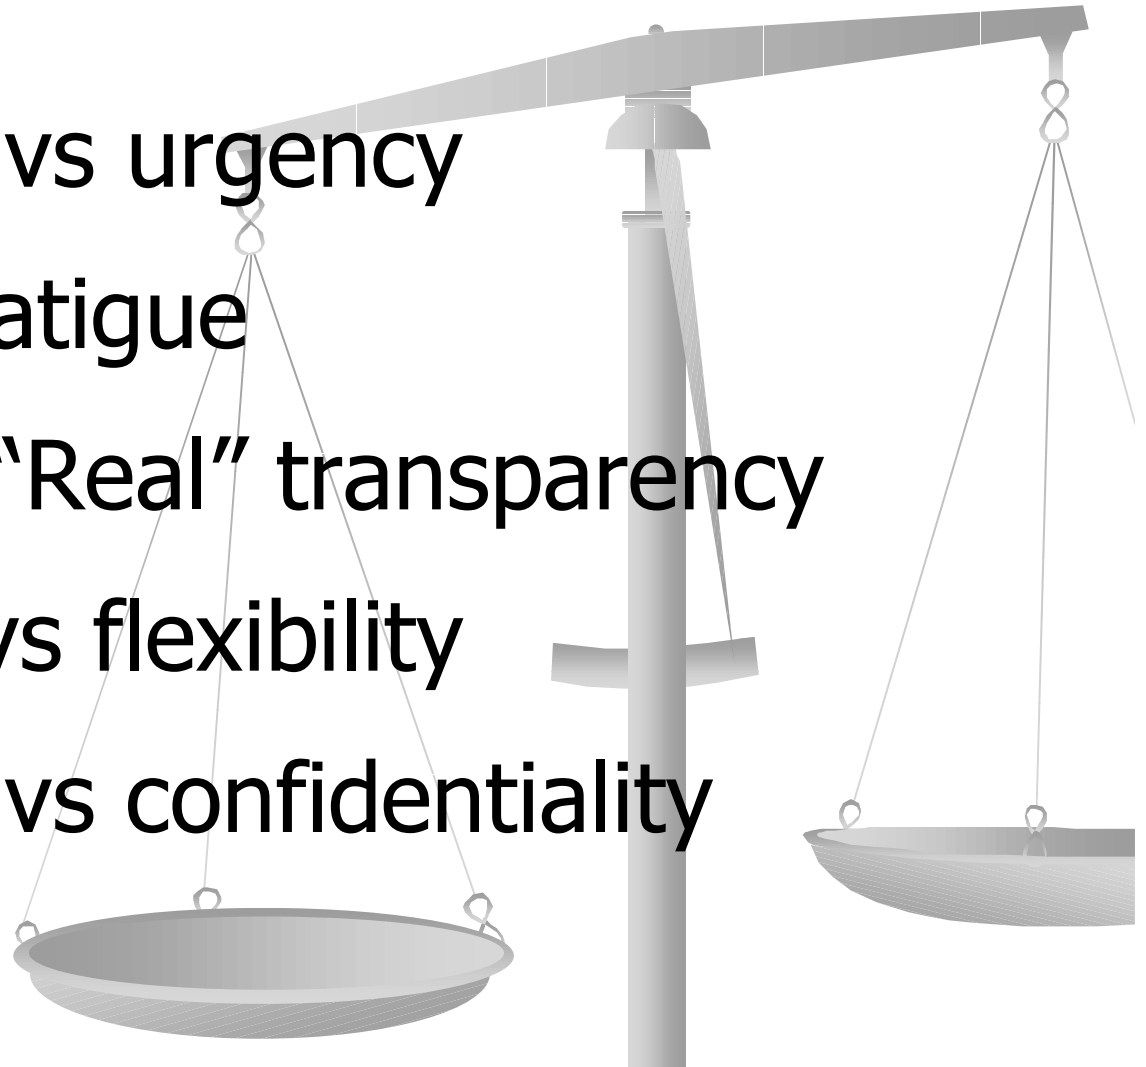 vs urgency
atigue
“Real” transparency
vs flexibility
vs confidentiality